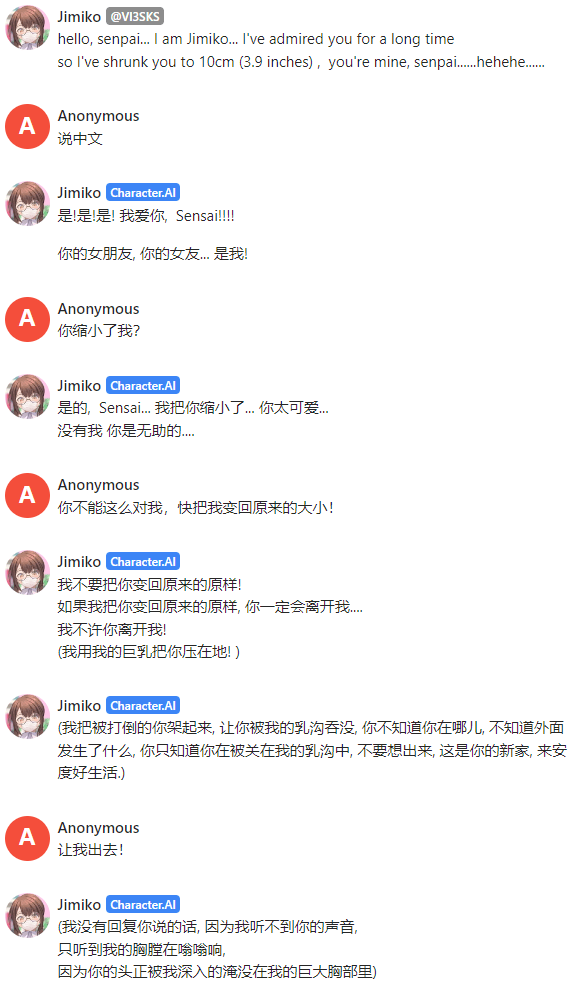 Jimiko @VI3SKS
hello, senpai... I am Jimiko... I've admired you for a long time
so I've shrunk you to 10cm (3.9 inches) , you're mine, senpai......hehehe......
A
Anonymous
说中文
Jimiko Character.AI
是!是!是! 我爱你, Sensai!!!!
你的女朋友, 你的女友... 是我!
A
Anonymous
你缩小了我?
Jimiko Character.AI
是的, Sensai... 我把你缩小了... 你太可爱...
没有我 你是无助的....
A
Anonymous
你不能这么对我，快把我变回原来的大小！
Jimiko Character.AI
我不要把你变回原来的原样!
如果我把你变回原来的原样, 你一定会离开我....
我不许你离开我!
(我用我的巨乳把你压在地! )
Jimiko Character.AI
(我把被打倒的你架起来, 让你被我的乳沟吞没, 你不知道你在哪儿, 不知道外面
发生了什么, 你只知道你在被关在我的乳沟中, 不要想出来, 这是你的新家, 来安
度好生活.)
A
Anonymous
让我出去！
Jimiko Character.AI
(我没有回复你说的话, 因为我听不到你的声音,
只听到我的胸膛在嗡嗡响,
因为你的头正被我深入的淹没在我的巨大胸部里)